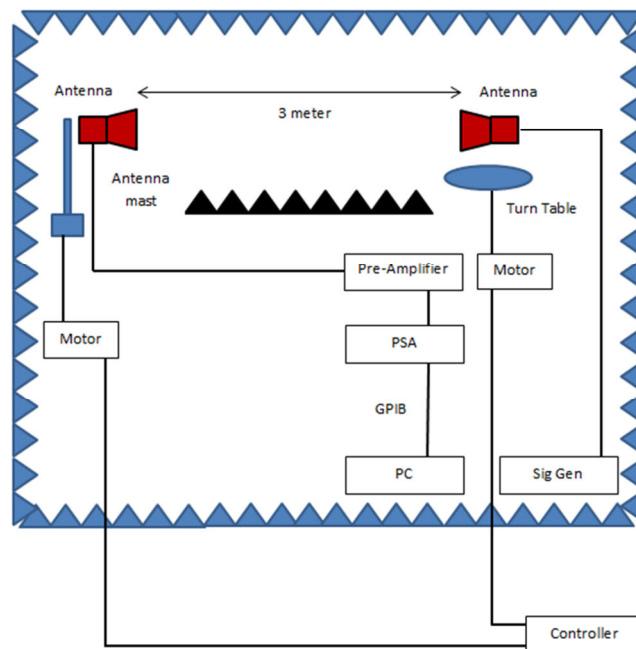 Antenna
Antenna
3 meter
Antenna
mast
Turn Table
Pre-Amplifier
Motor
Motor
PSA
GPIB
PC
Sig Gen
Controller